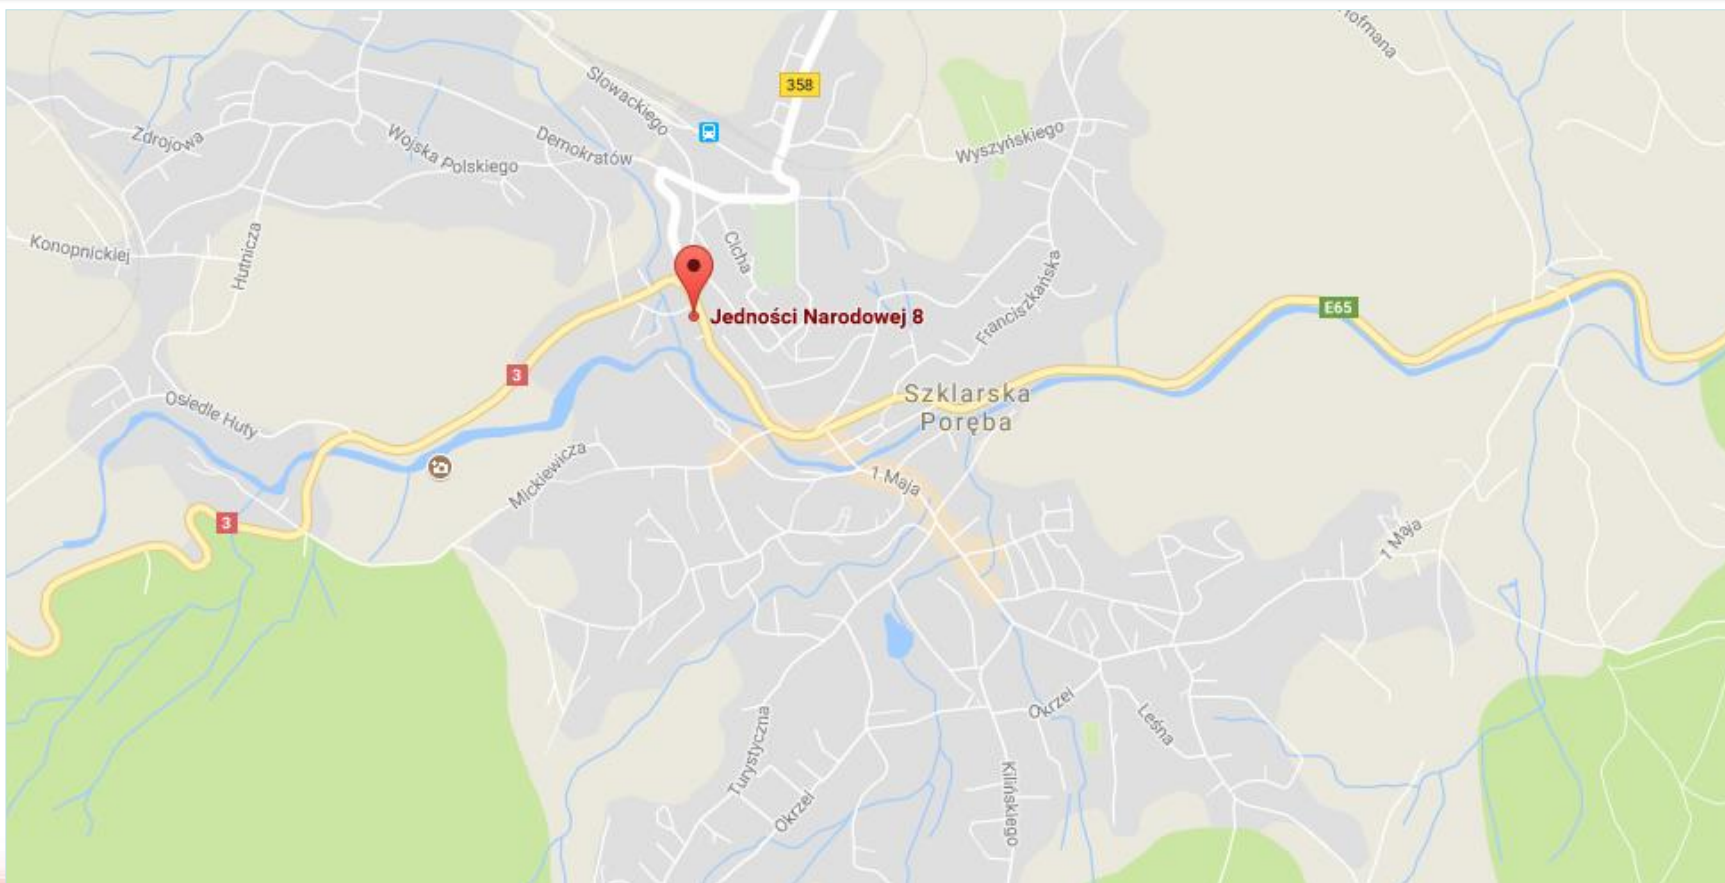 Hofmana
358
Słowackiego
Zdrojowa
Wojska Polskiego
Demokratów
Wyszyńskiego
Konopnickiej
Hutnicza
Cicha
Franciszkańska
Jedności Narodowej 8
E65
3
Szklarska
Poręba
Osiedle Huty
Mickiewicza
1 Maja
3
1 Maja
Okrzei
Leśna
Turystyczna
Okrzei
Kilińskiego